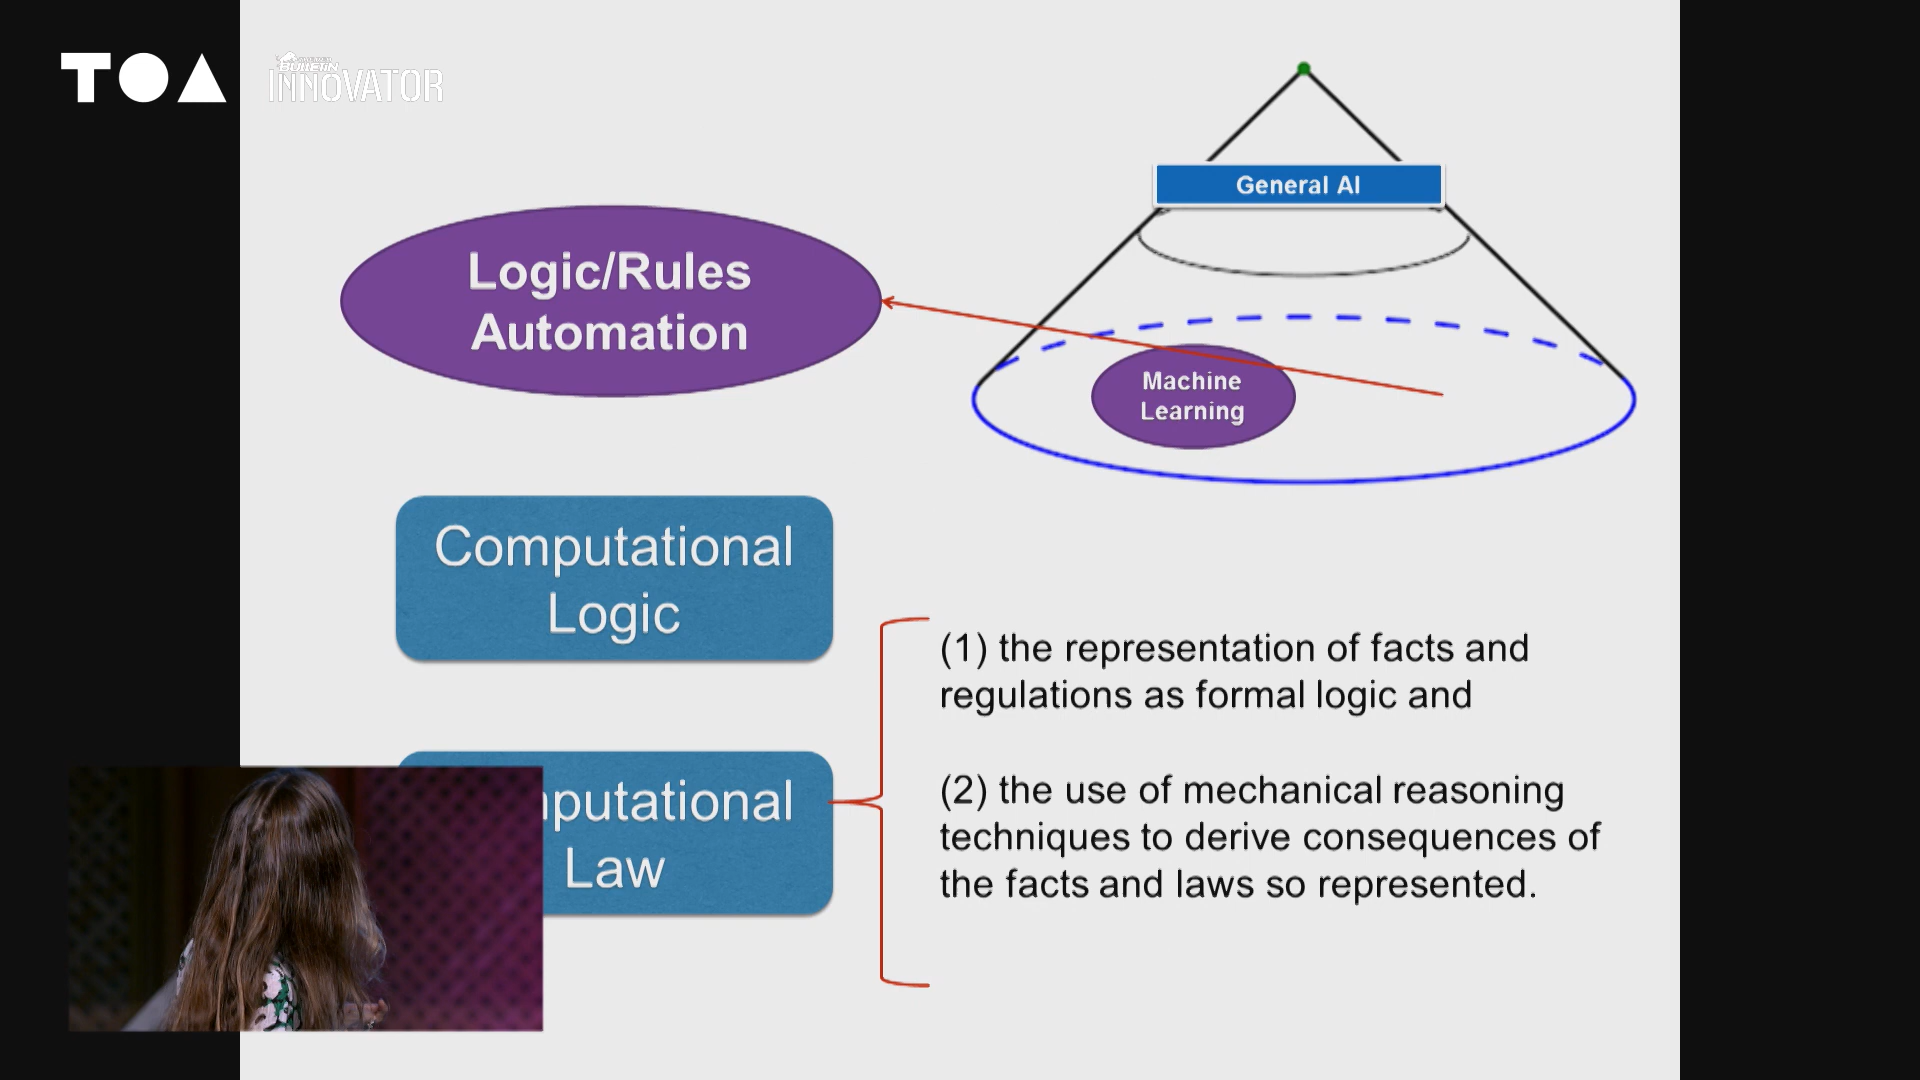 TOA
BULLETIN
INNOVATOR
General AI
Logic/Rules
Automation
Machine
Learning
Computational
Logic
(1) the representation of facts and
regulations as formal logic and
(2) the use of mechanical reasoning
techniques to derive consequences of
the facts and laws so represented.
putational
Law